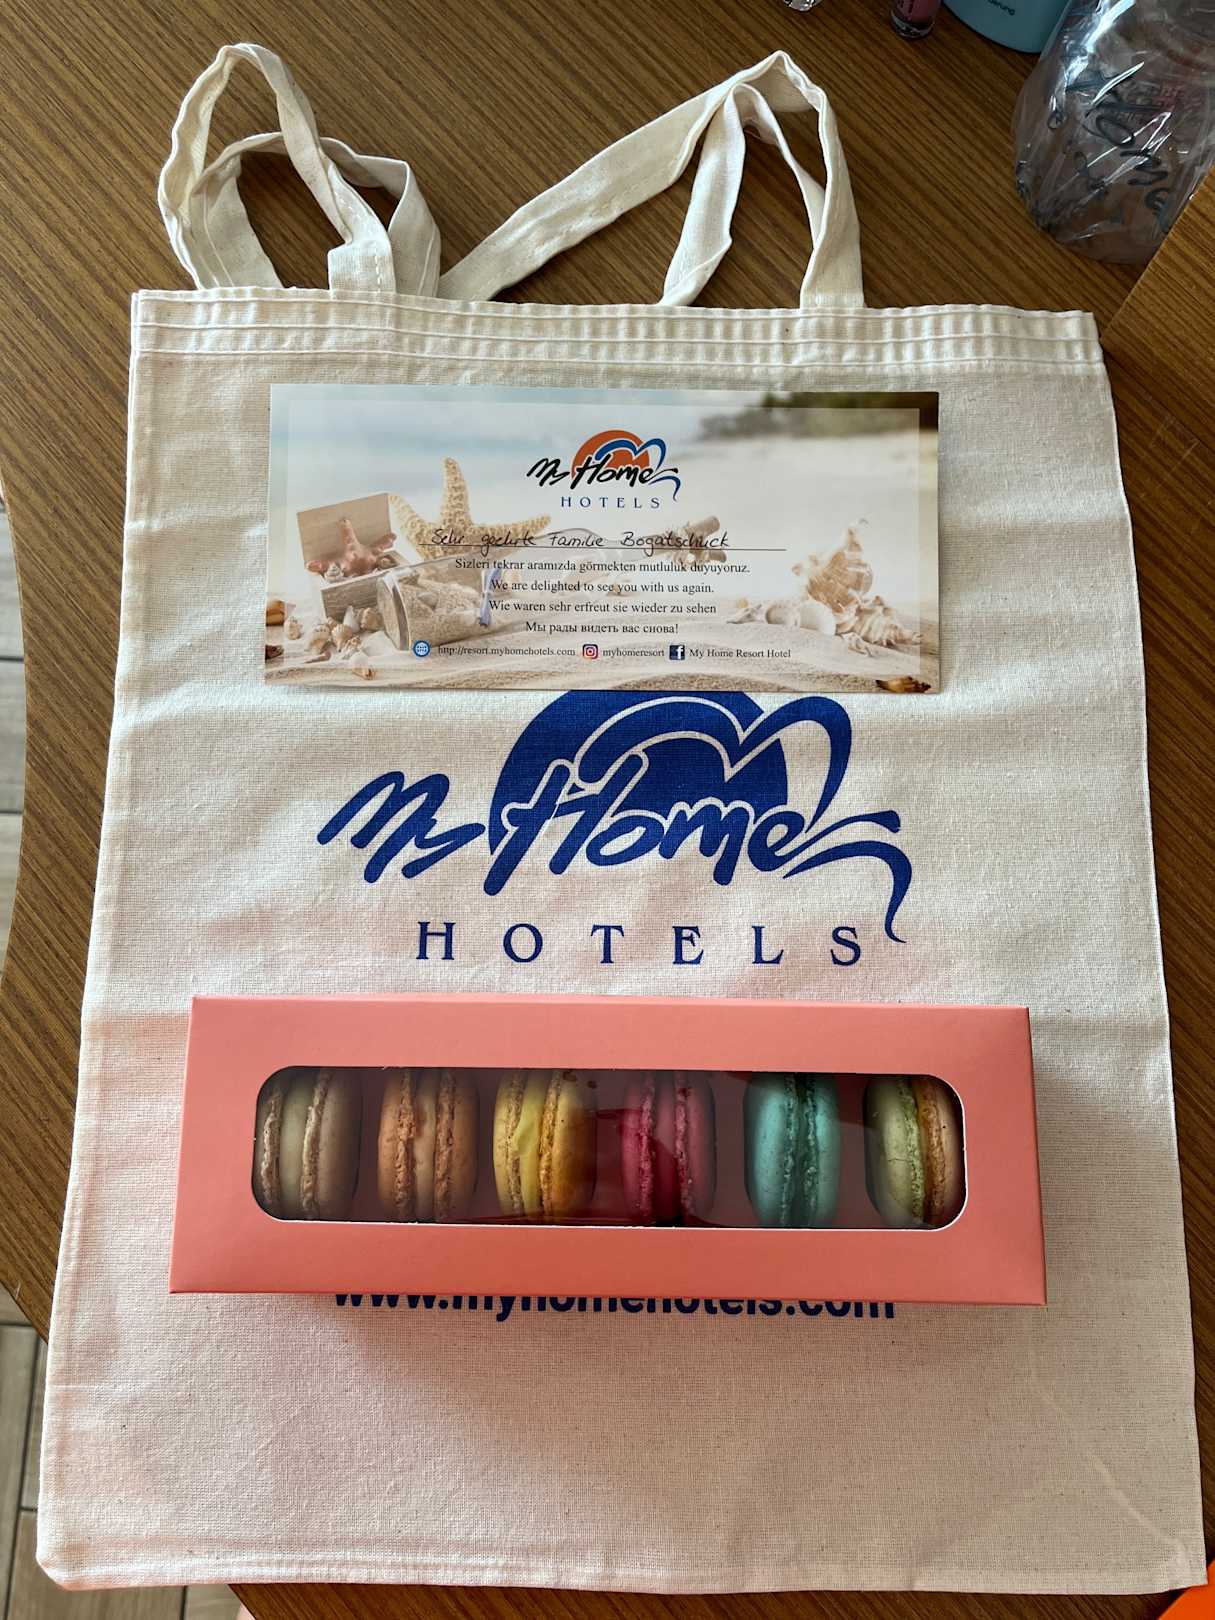 My Home
HOTELS
Sehr geehrte Familie Bogatschuck
Sizleri tekrar aramızda görmekten mutluluk duyuyoruz.
We are delighted to see you with us again.
Wie waren sehr erfreut sie wieder zu sehen
Мы рады видеть вас снова!
http://resort.myhomehotels.com myhomeresort My Home Resort Hotel
My Home
HOTELS
www.myhomehotels.com